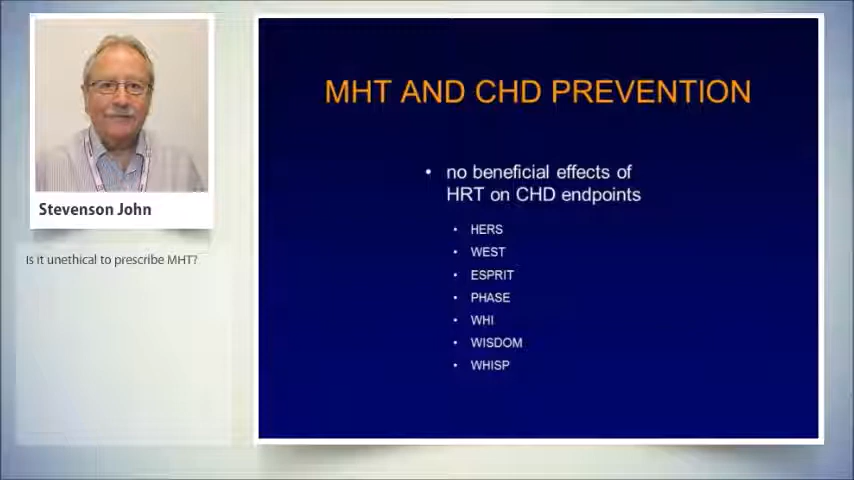 Stevenson John
Is it unethical to prescribe MHT?
MHT AND CHD PREVENTION
• no beneficial effects of
HRT on CHD endpoints
• HERS
• WEST
• ESPRIT
• PHASE
• WHI
• WISDOM
• WHISP